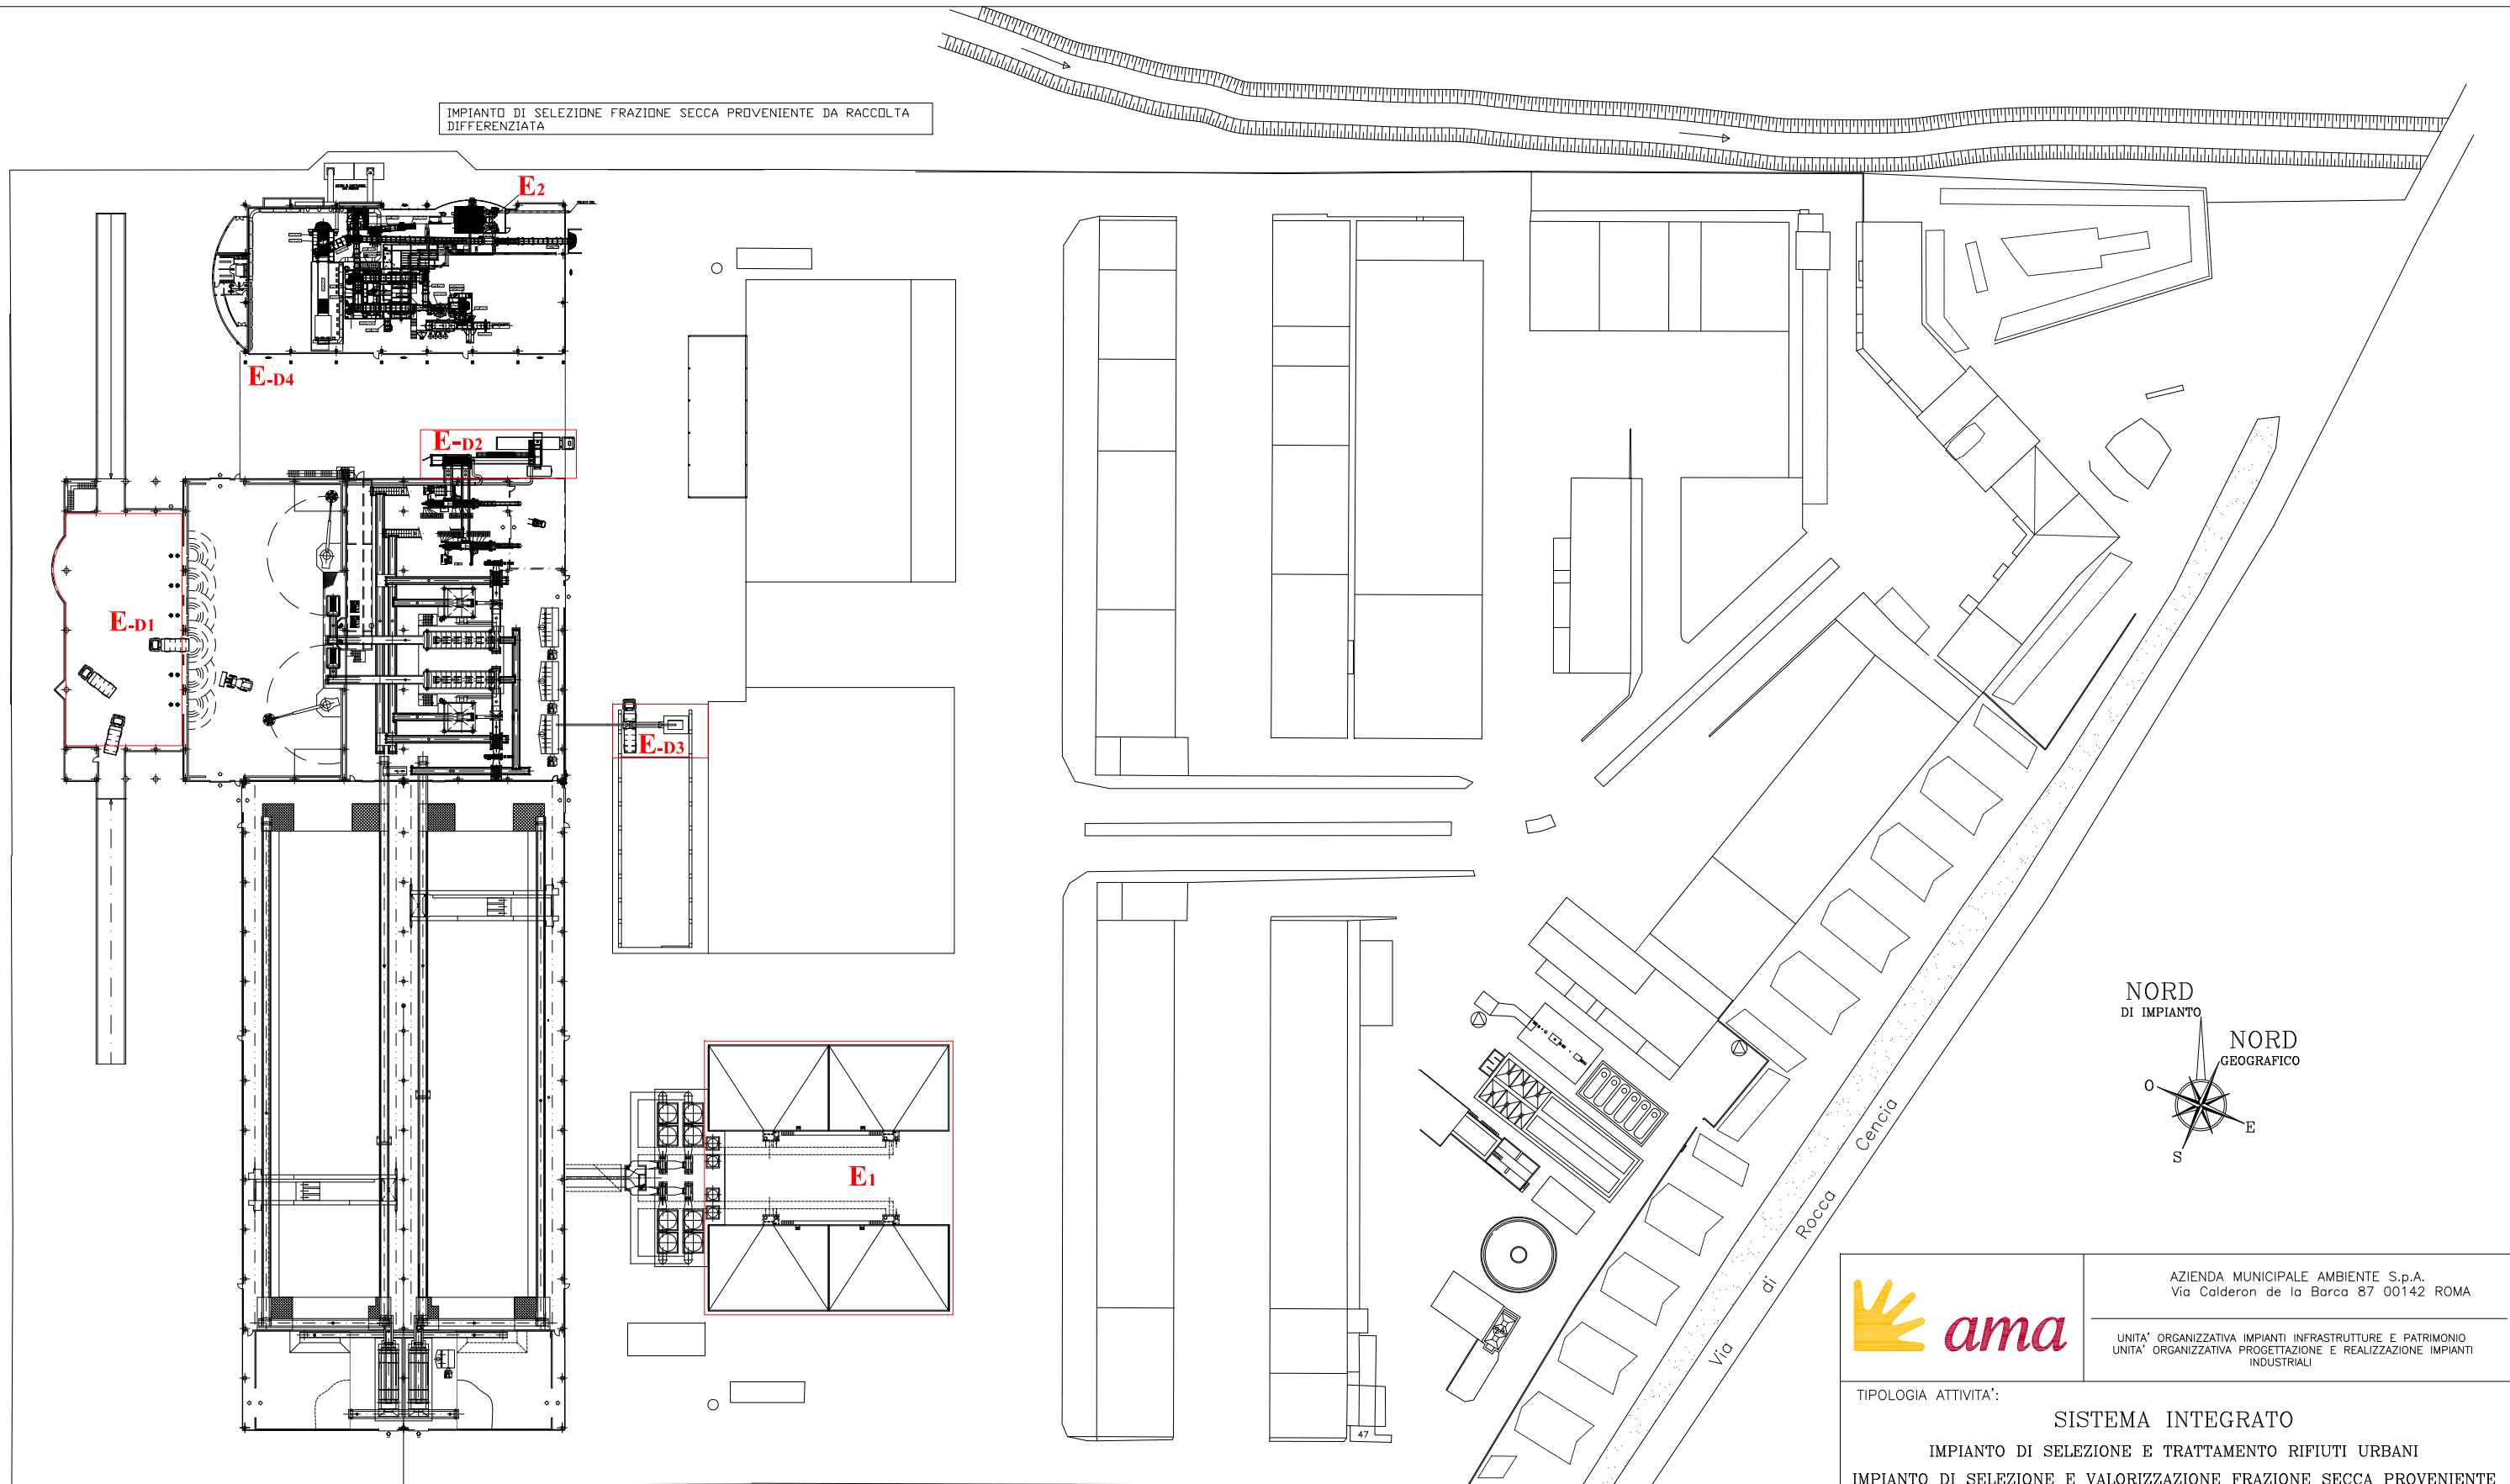 IMPIANTO DI SELEZIONE FRAZIONE SECCA PROVENIENTE DA RACCOLTA
DIFFERENZIATA
E2
E-D4
E-D2
E-D1
E-D3
E1
47
Via di Rocca Cencia
NORD
DI IMPIANTO
NORD
GEOGRAFICO
O
E
S
ama
AZIENDA MUNICIPALE AMBIENTE S.p.A.
Via Calderon de la Barca 87 00142 ROMA
UNITA' ORGANIZZATIVA IMPIANTI INFRASTRUTTURE E PATRIMONIO
UNITA' ORGANIZZATIVA PROGETTAZIONE E REALIZZAZIONE IMPIANTI
INDUSTRIALI
TIPOLOGIA ATTIVITA':
SISTEMA INTEGRATO
IMPIANTO DI SELEZIONE E TRATTAMENTO RIFIUTI URBANI
IMPIANTO DI SELEZIONE E VALORIZZAZIONE FRAZIONE SECCA PROVENIENTE